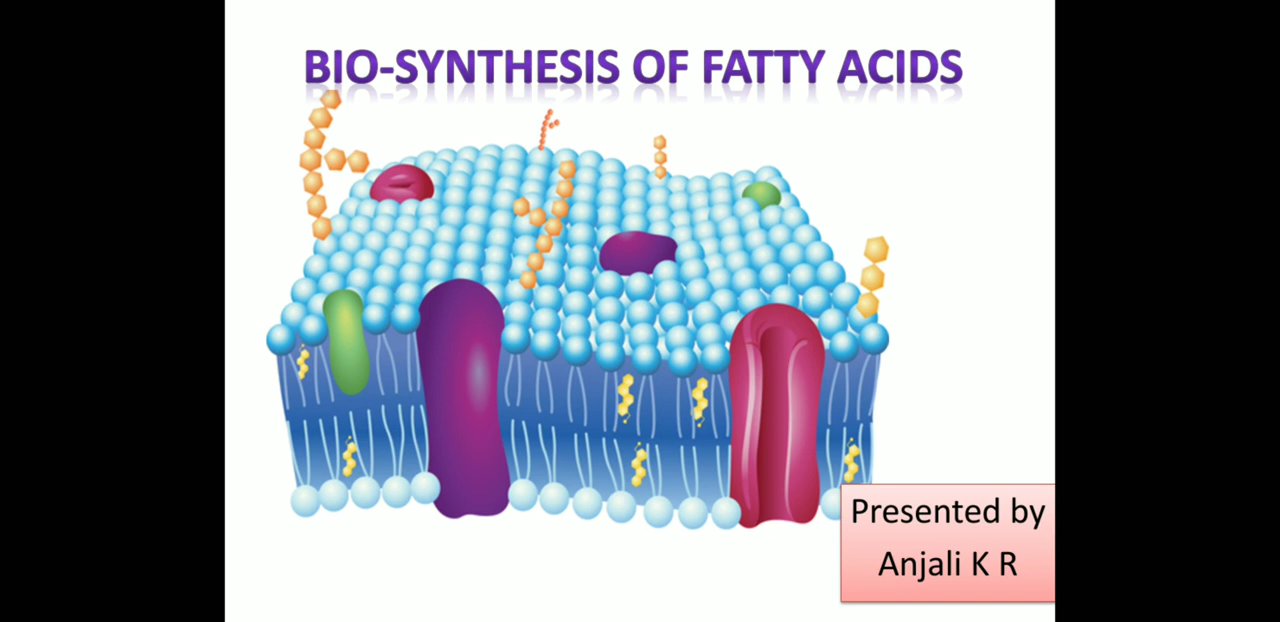 BIO-SYNTHESIS OF FATTY ACIDS
Presented by
Anjali K R